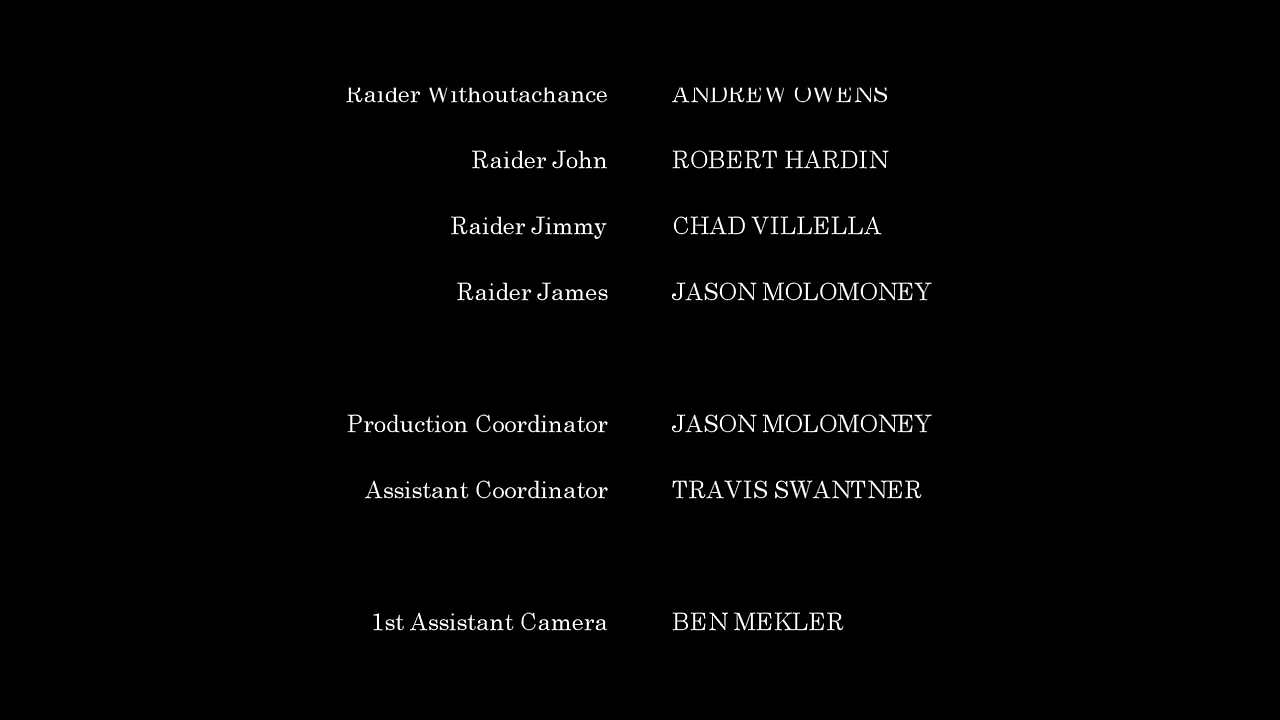 Raider Withoutachance ANDREW OWENS
Raider John ROBERT HARDIN
Raider Jimmy CHAD VILLELLA
Raider James JASON MOLOMONEY
Production Coordinator JASON MOLOMONEY
Assistant Coordinator TRAVIS SWANTNER
1st Assistant Camera BEN MEKLER